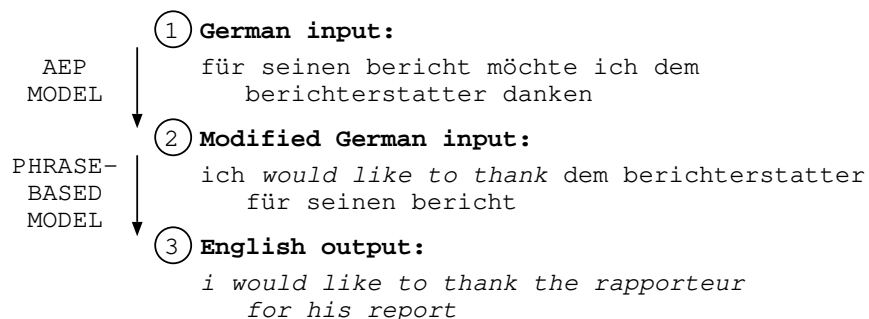 1 German input:
für seinen bericht möchte ich dem
berichterstatter danken
AEP
MODEL
2 Modified German input:
ich would like to thank dem berichterstatter
für seinen bericht
PHRASE-
BASED
MODEL
3 English output:
i would like to thank the rapporteur
for his report